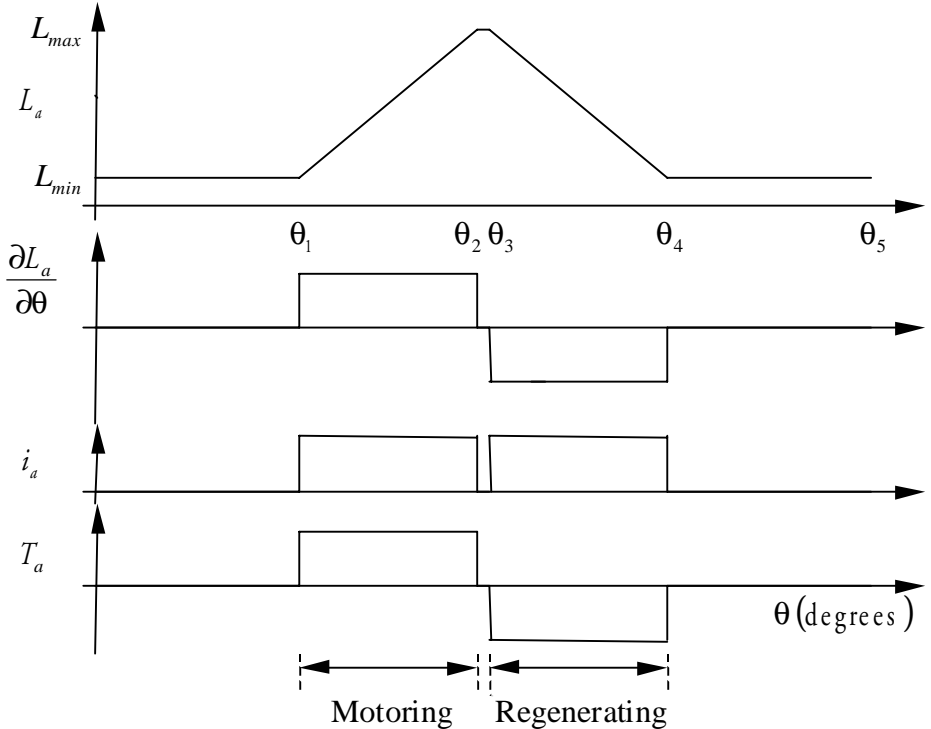 L_max
L_a
L_min
θ_1 θ_2 θ_3 θ_4 θ_5
∂L_a
∂θ
i_a
T_a
θ (degrees)
Motoring Regenerating